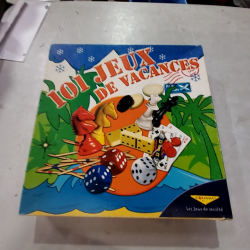 101 JEUX
DE VACANCES
Les Jeux de société